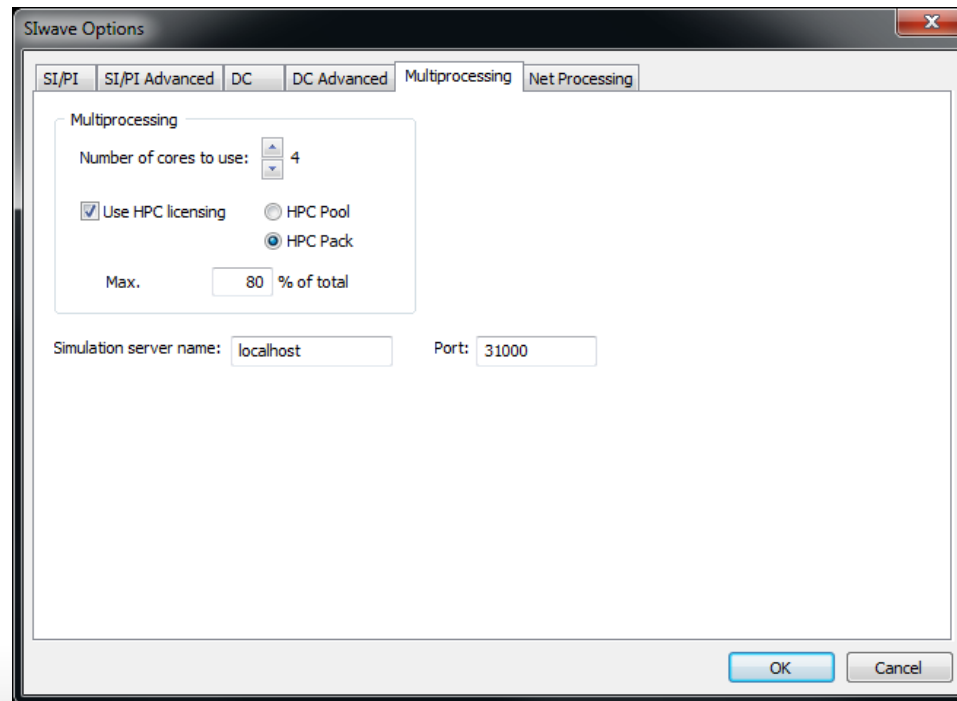 SIwave Options
SI/PI SI/PI Advanced DC DC Advanced Multiprocessing Net Processing
Multiprocessing
Number of cores to use: 4
Use HPC licensing HPC Pool
HPC Pack
Max. 80 % of total
Simulation server name: localhost Port: 31000
OK Cancel